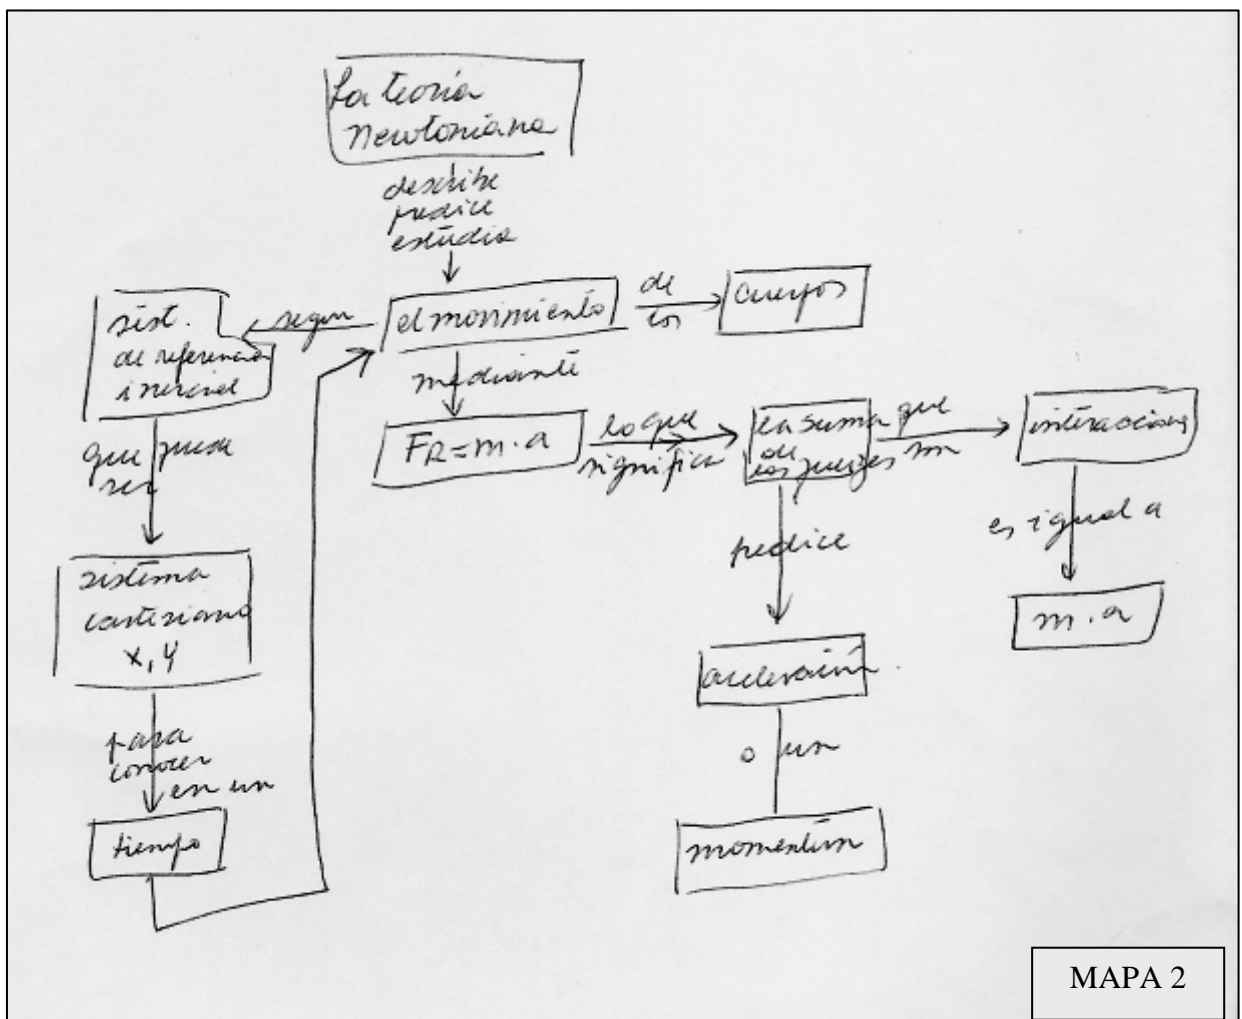 La teoría
Newtoniana
describe
predice
estudia
el movimiento
de
los
cuerpos
según
sist.
de referencia
inercial
que puede
ser
sistema
cartesiano
x, y
para
conocer
en un
tiempo
mediante
FR = m . a
lo que
significa
la suma
de
las fuerzas
que
son
interacciones
es igual a
m . a
predice
aceleración
o un
momentún
MAPA 2